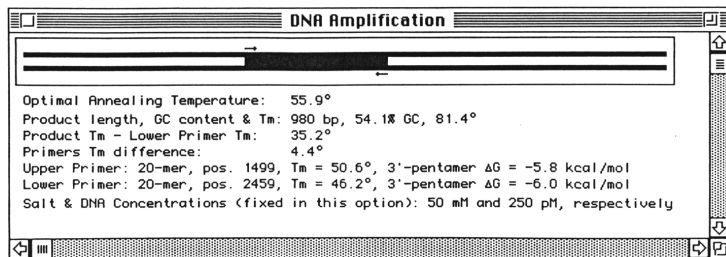 DNA Amplification
Optimal Annealing Temperature: 55.9°
Product length, GC content & Tm: 980 bp, 54.1% GC, 81.4°
Product Tm - Lower Primer Tm: 35.2°
Primers Tm difference: 4.4°
Upper Primer: 20-mer, pos. 1499, Tm = 50.6°, 3'-pentamer ΔG = -5.8 kcal/mol
Lower Primer: 20-mer, pos. 2459, Tm = 46.2°, 3'-pentamer ΔG = -6.0 kcal/mol
Salt & DNA Concentrations (fixed in this option): 50 mM and 250 pM, respectively